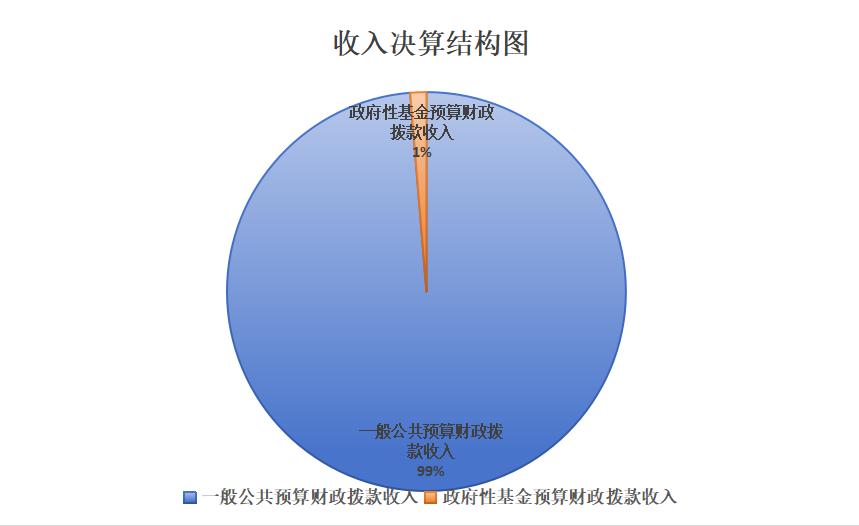 收入决算结构图
政府性基金预算财政
拨款收入
1%
一般公共预算财政拨
款收入
99%
一般公共预算财政拨款收入 政府性基金预算财政拨款收入